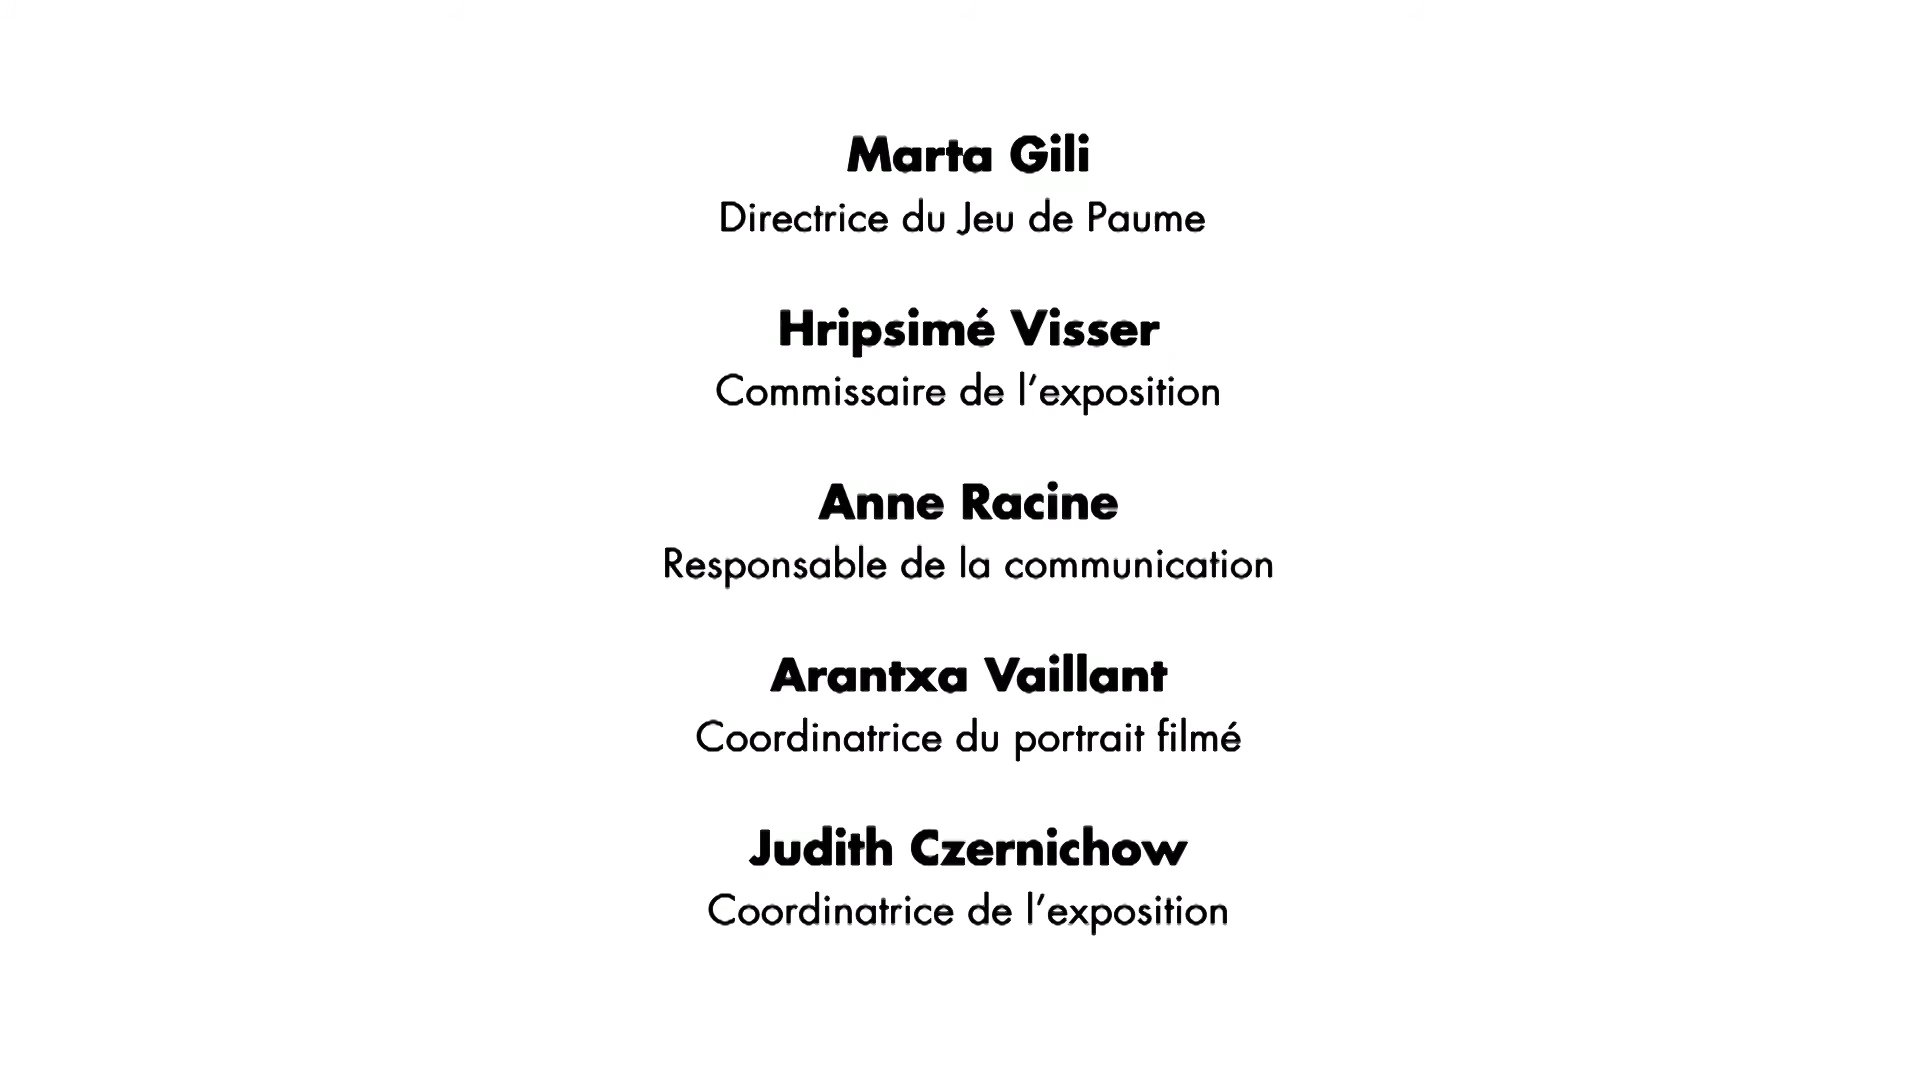 Marta Gili
Directrice du Jeu de Paume
Hripsimé Visser
Commissaire de l’exposition
Anne Racine
Responsable de la communication
Arantxa Vaillant
Coordinatrice du portrait filmé
Judith Czernichow
Coordinatrice de l’exposition